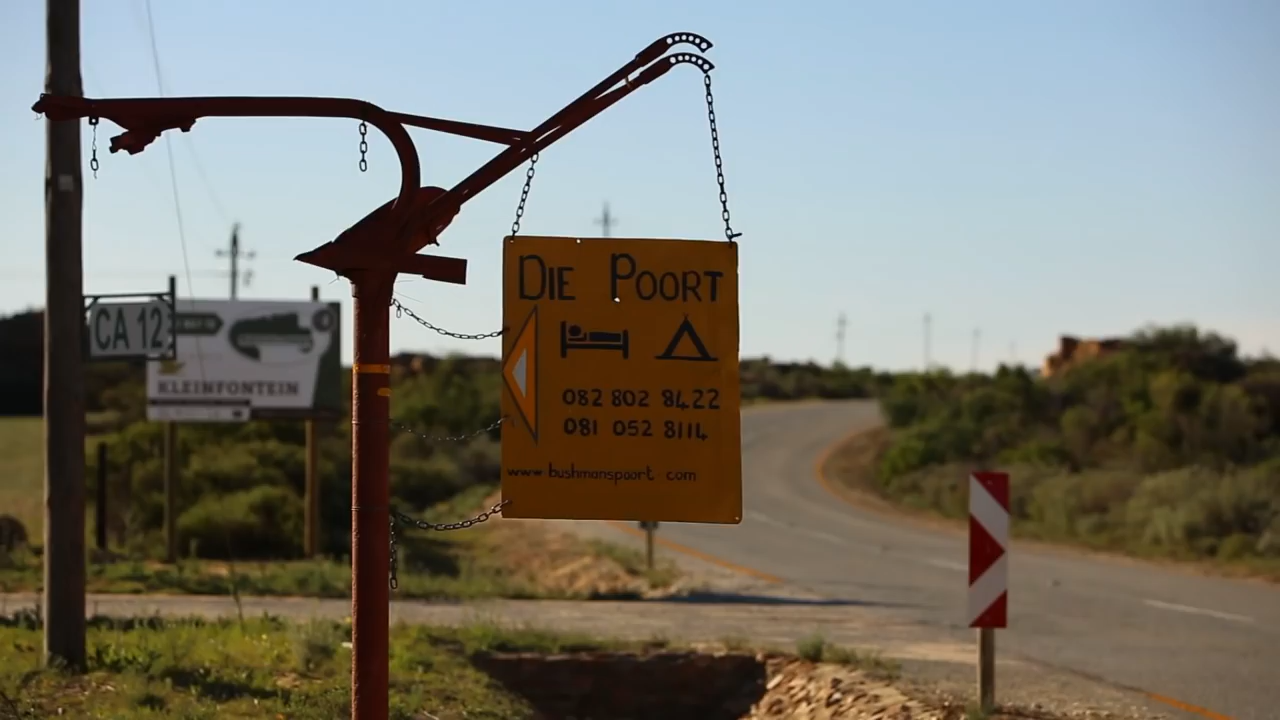 DIE POORT
082 802 8422
081 052 8114
www.bushmanspoort.com
CA 12
KLEINFONTEIN